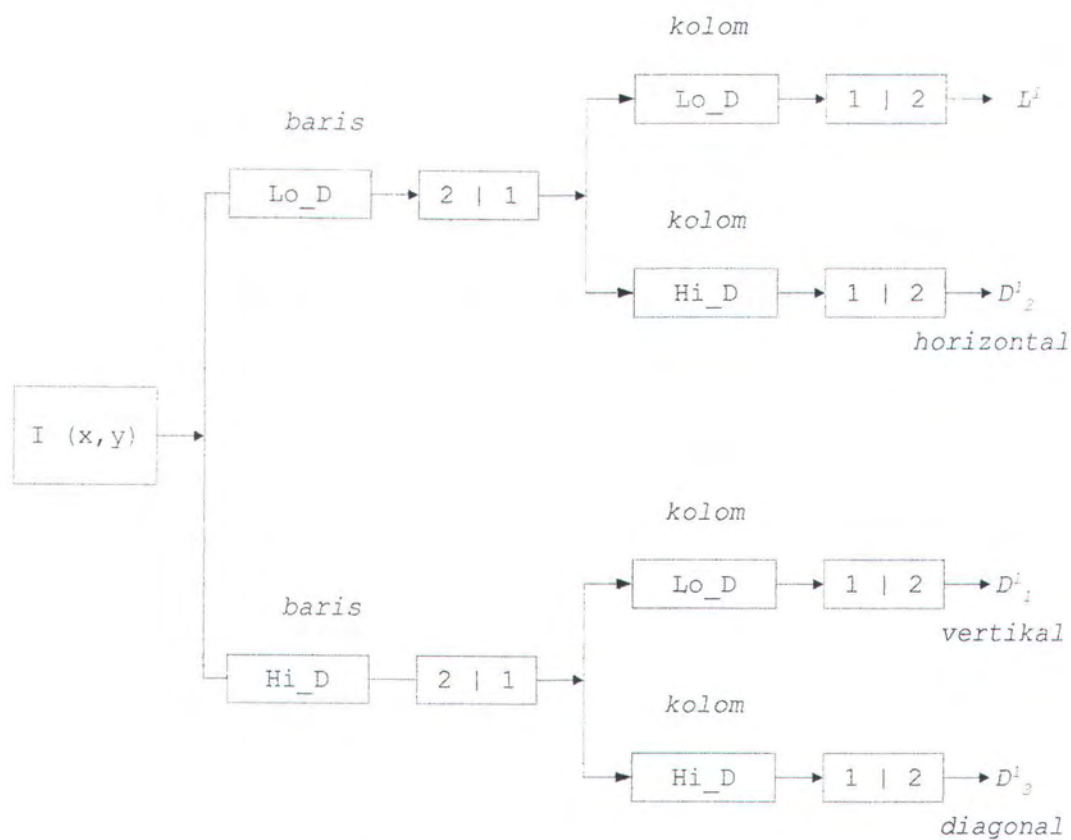 kolom
Lo_D
1 | 2
L¹
baris
Lo_D
2 | 1
kolom
Hi_D
1 | 2
D¹₂
horizontal
I (x,y)
kolom
Lo_D
1 | 2
D¹₁
vertikal
baris
Hi_D
2 | 1
kolom
Hi_D
1 | 2
D¹₃
diagonal